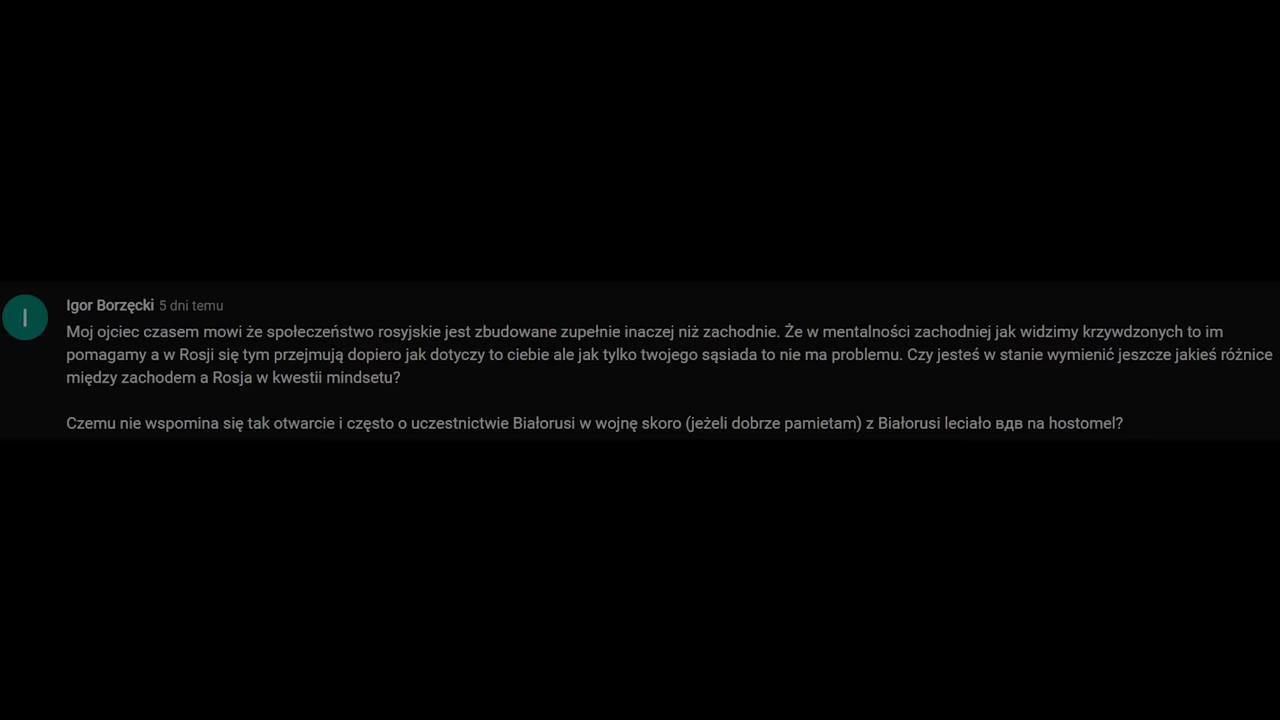 I
Igor Borzęcki 5 dni temu
Moj ojciec czasem mowi że społeczeństwo rosyjskie jest zbudowane zupełnie inaczej niż zachodnie. Że w mentalności zachodniej jak widzimy krzywdzonych to im
pomagamy a w Rosji się tym przejmują dopiero jak dotyczy to ciebie ale jak tylko twojego sąsiada to nie ma problemu. Czy jesteś w stanie wymienić jeszcze jakieś różnice
między zachodem a Rosja w kwestii mindsetu?
Czemu nie wspomina się tak otwarcie i często o uczestnictwie Białorusi w wojnę skoro (jeżeli dobrze pamietam) z Białorusi leciało вдв na hostomel?